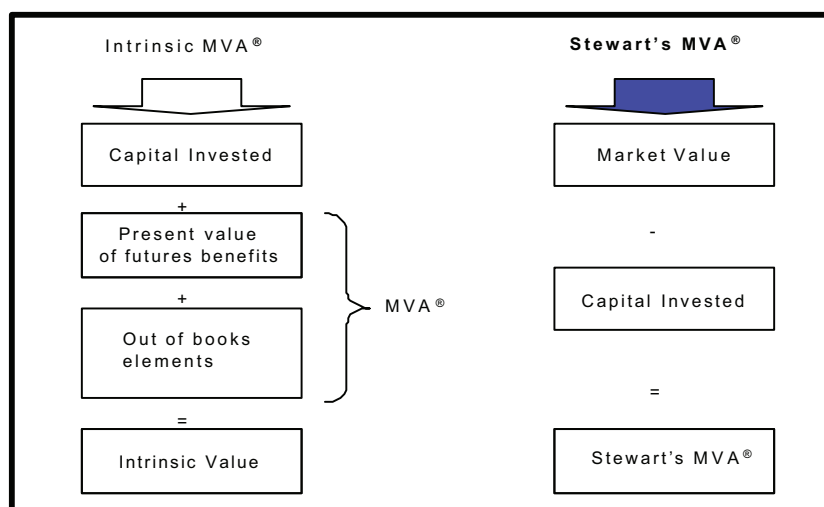 Intrinsic MVA®
Capital Invested
+
Present value
of futures benefits
+
Out of books
elements
=
Intrinsic Value
MVA®
Stewart's MVA®
Market Value
-
Capital Invested
=
Stewart's MVA®